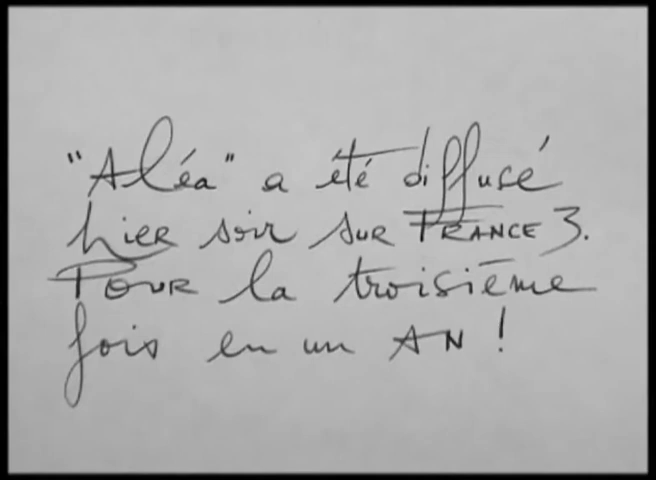 "Aléa" a été diffusé
hier soir sur FRANCE 3.
POUR la troisième
fois en un AN !